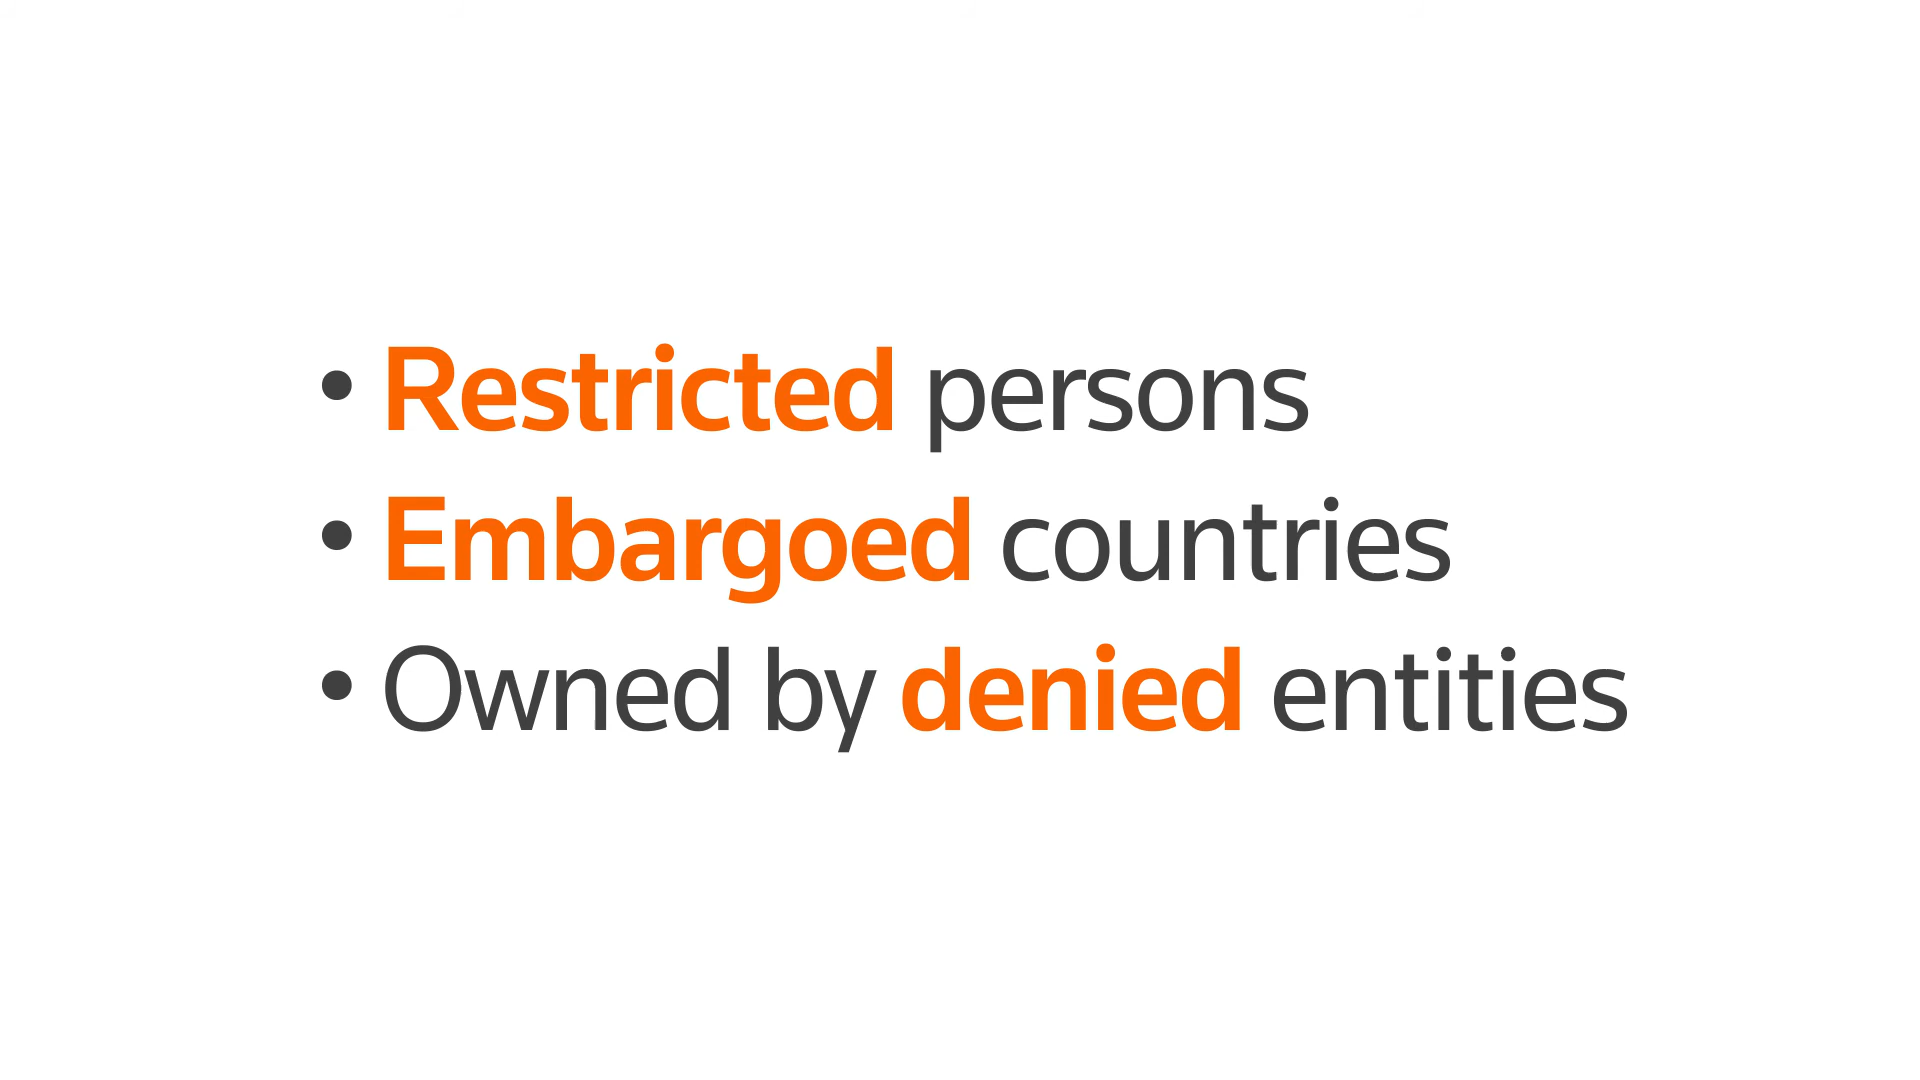 • Restricted persons
• Embargoed countries
• Owned by denied entities